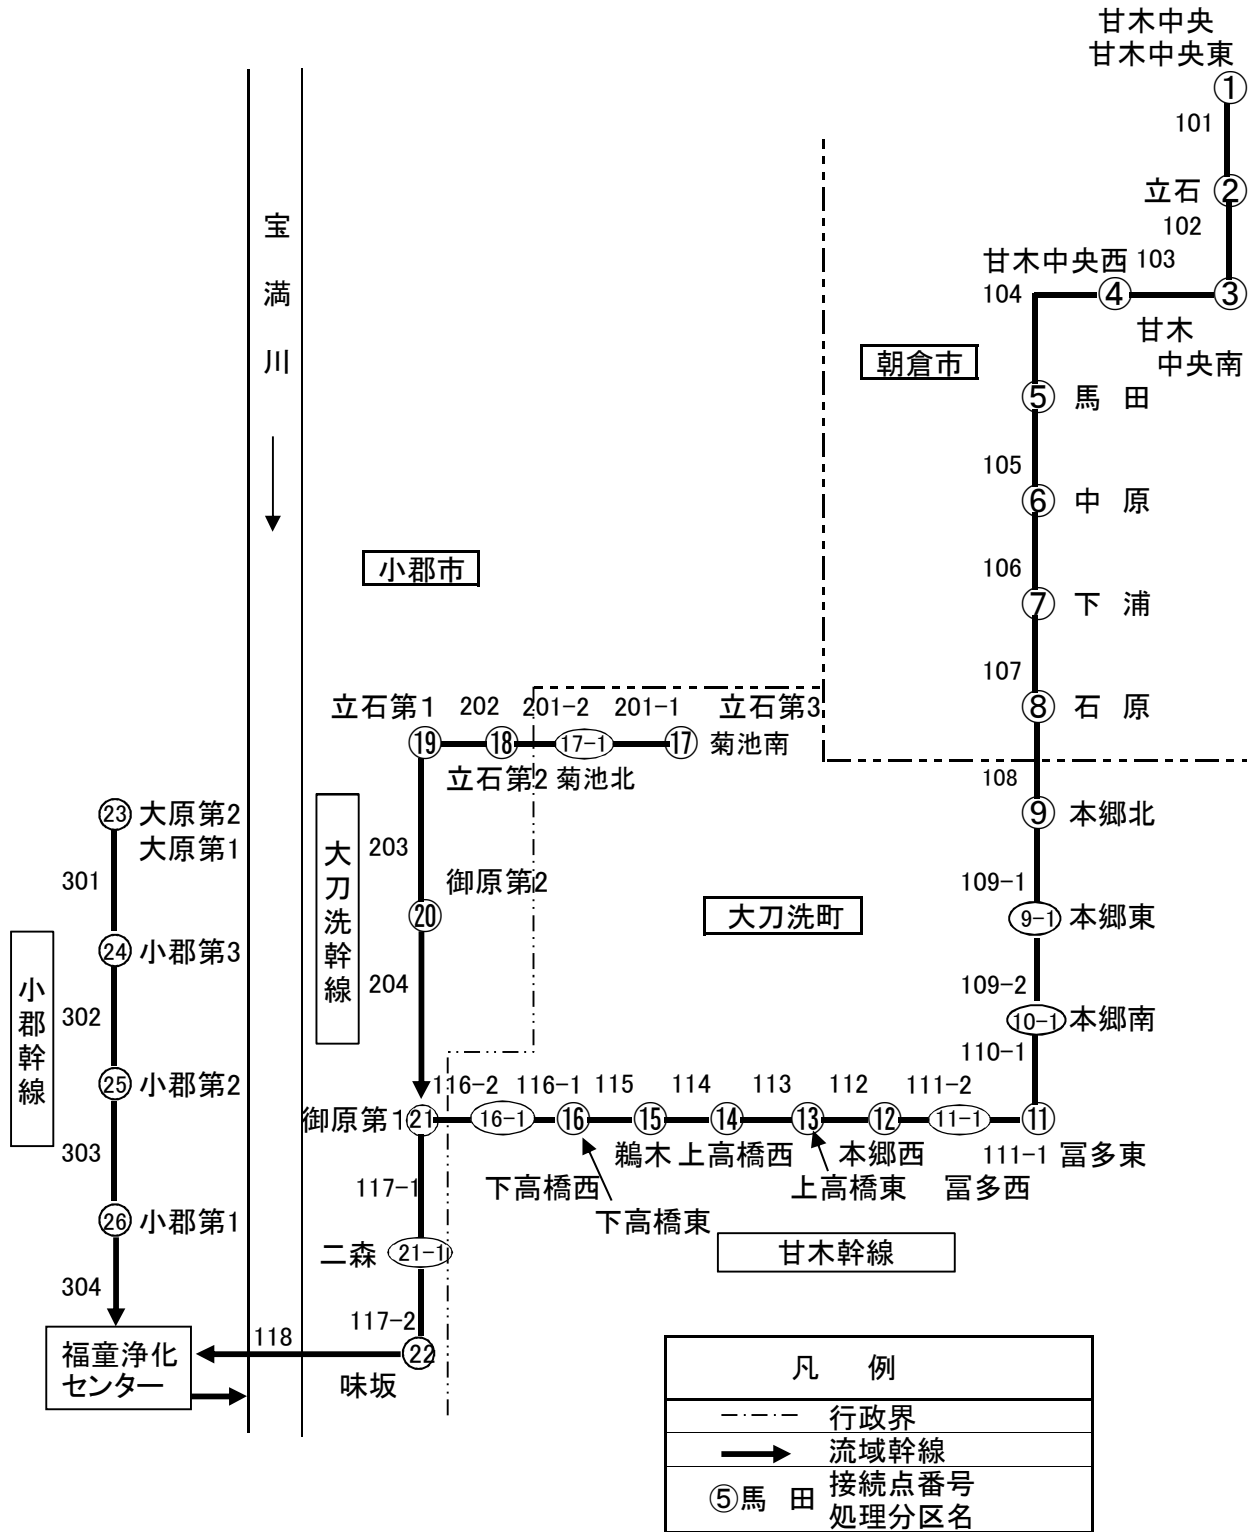 甘木中央
甘木中央東
①
101
立石
②
102
甘木中央西
103
104
④
③
甘木
中央南
宝満川
朝倉市
⑤
馬 田
105
⑥
中 原
小郡市
106
⑦
下 浦
107
⑧
石 原
立石第1
202
201-2
201-1
立石第3
⑲
⑱
17-1
⑰
菊池南
立石第2
菊池北
108
⑨
本郷北
㉓
大原第2
大原第1
301
大刀洗幹線
203
御原第2
⑳
204
大刀洗町
109-1
9-1
本郷東
109-2
10-1
本郷南
110-1
小郡幹線
㉔
小郡第3
302
㉕
小郡第2
303
㉖
小郡第1
304
116-2
116-1
115
114
113
112
111-2
御原第1
㉑
16-1
⑯
⑮
⑭
⑬
⑫
11-1
⑪
鵜木
上高橋西
本郷西
111-1
冨多東
下高橋西
上高橋東
冨多西
下高橋東
117-1
二森
21-1
甘木幹線
117-2
118
㉒
味坂
福童浄化
センター
凡 例
行政界
流域幹線
⑤馬 田
接続点番号
処理分区名